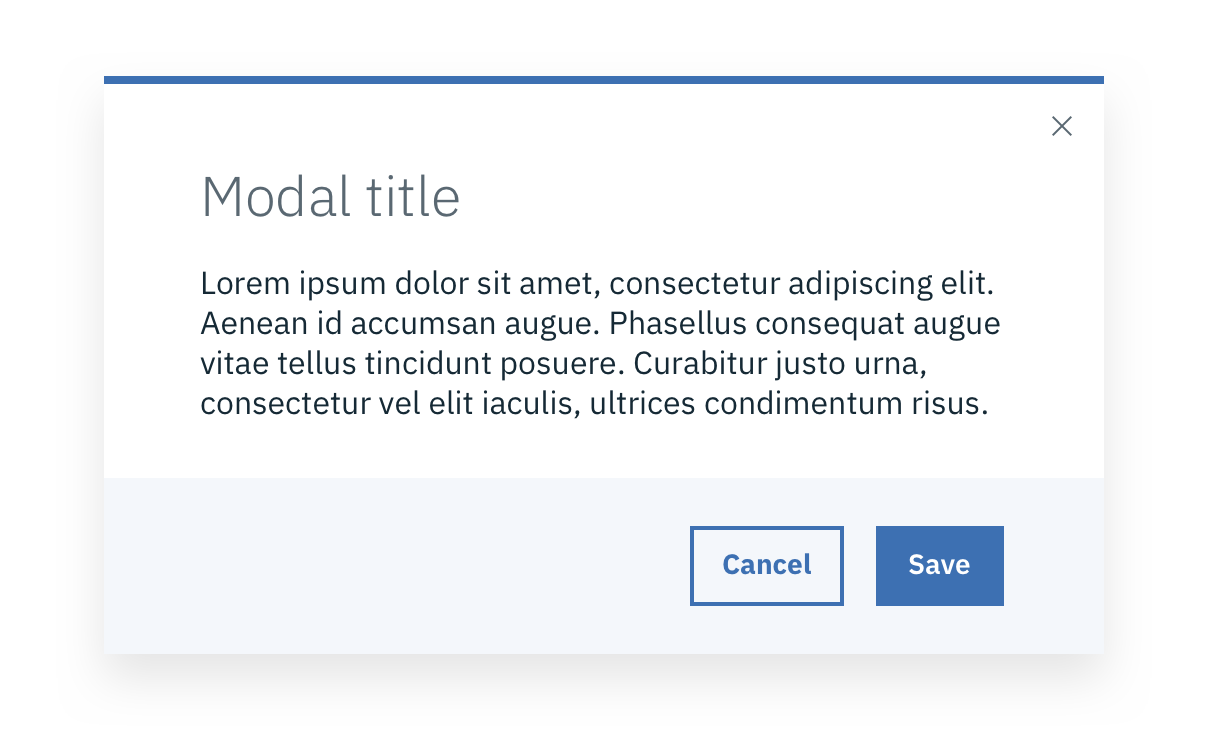 Modal title
Lorem ipsum dolor sit amet, consectetur adipiscing elit.
Aenean id accumsan augue. Phasellus consequat augue
vitae tellus tincidunt posuere. Curabitur justo urna,
consectetur vel elit iaculis, ultrices condimentum risus.
Cancel
Save